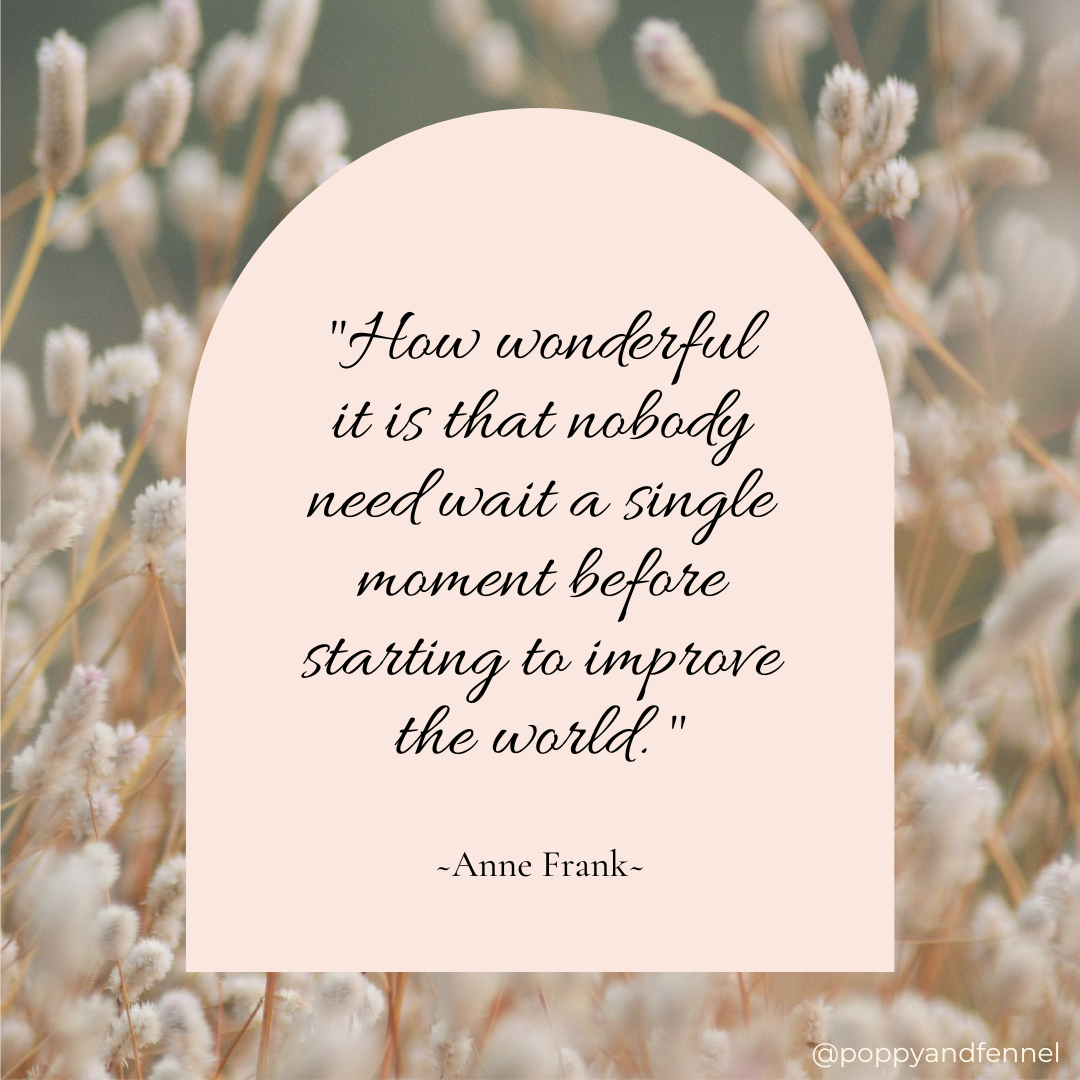 "How wonderful
it is that nobody
need wait a single
moment before
starting to improve
the world."
~Anne Frank~
@poppyandfennel